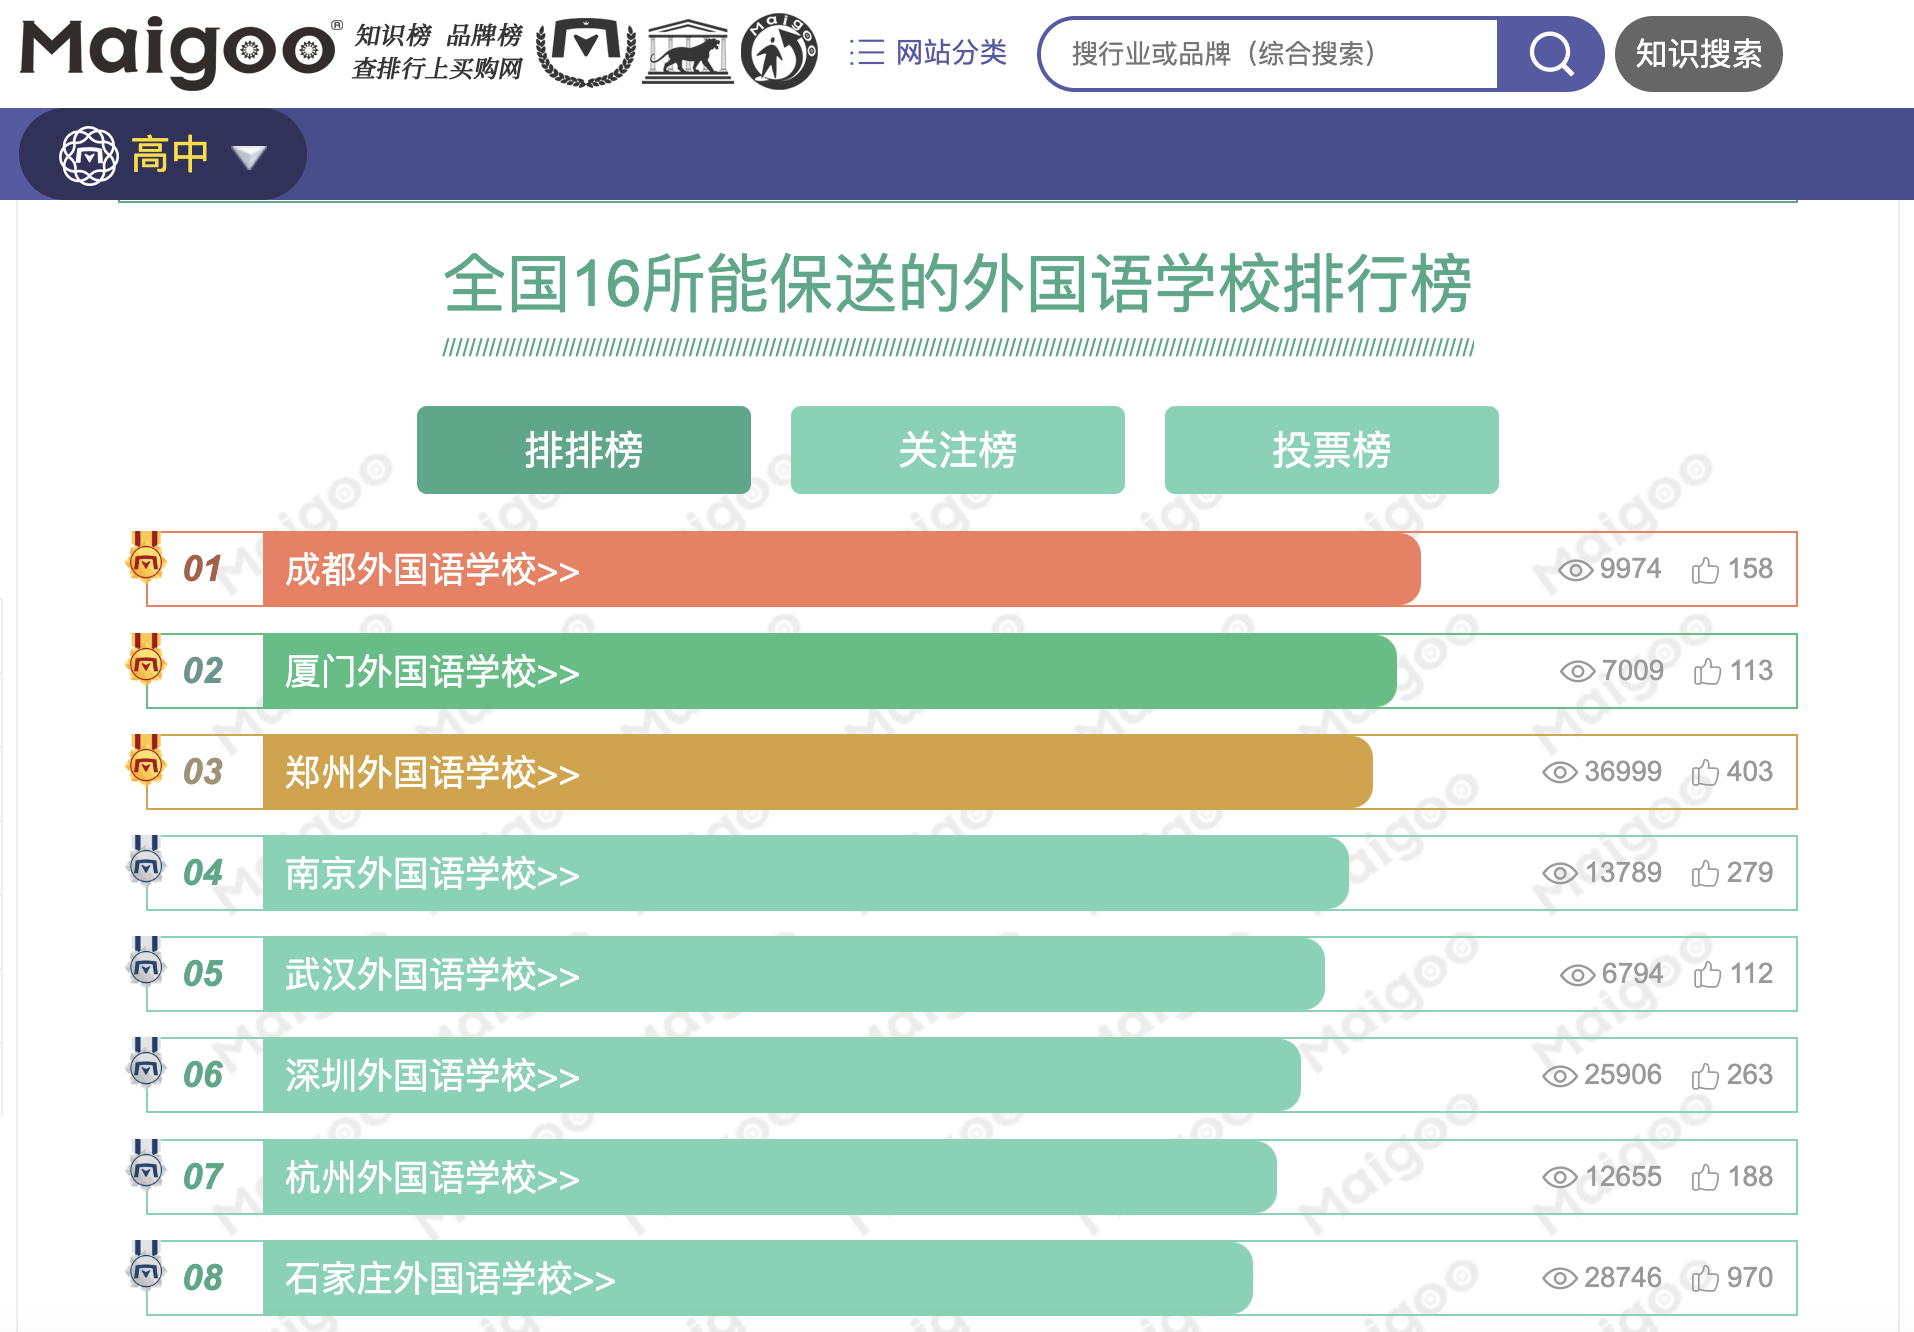 Maigoo®
知识榜 品牌榜
查排行上买购网
Maigoo
网站分类
搜行业或品牌（综合搜索）
知识搜索
高中
全国16所能保送的外国语学校排行榜
排排榜 关注榜 投票榜
01 成都外国语学校>> 9974 158
02 厦门外国语学校>> 7009 113
03 郑州外国语学校>> 36999 403
04 南京外国语学校>> 13789 279
05 武汉外国语学校>> 6794 112
06 深圳外国语学校>> 25906 263
07 杭州外国语学校>> 12655 188
08 石家庄外国语学校>> 28746 970